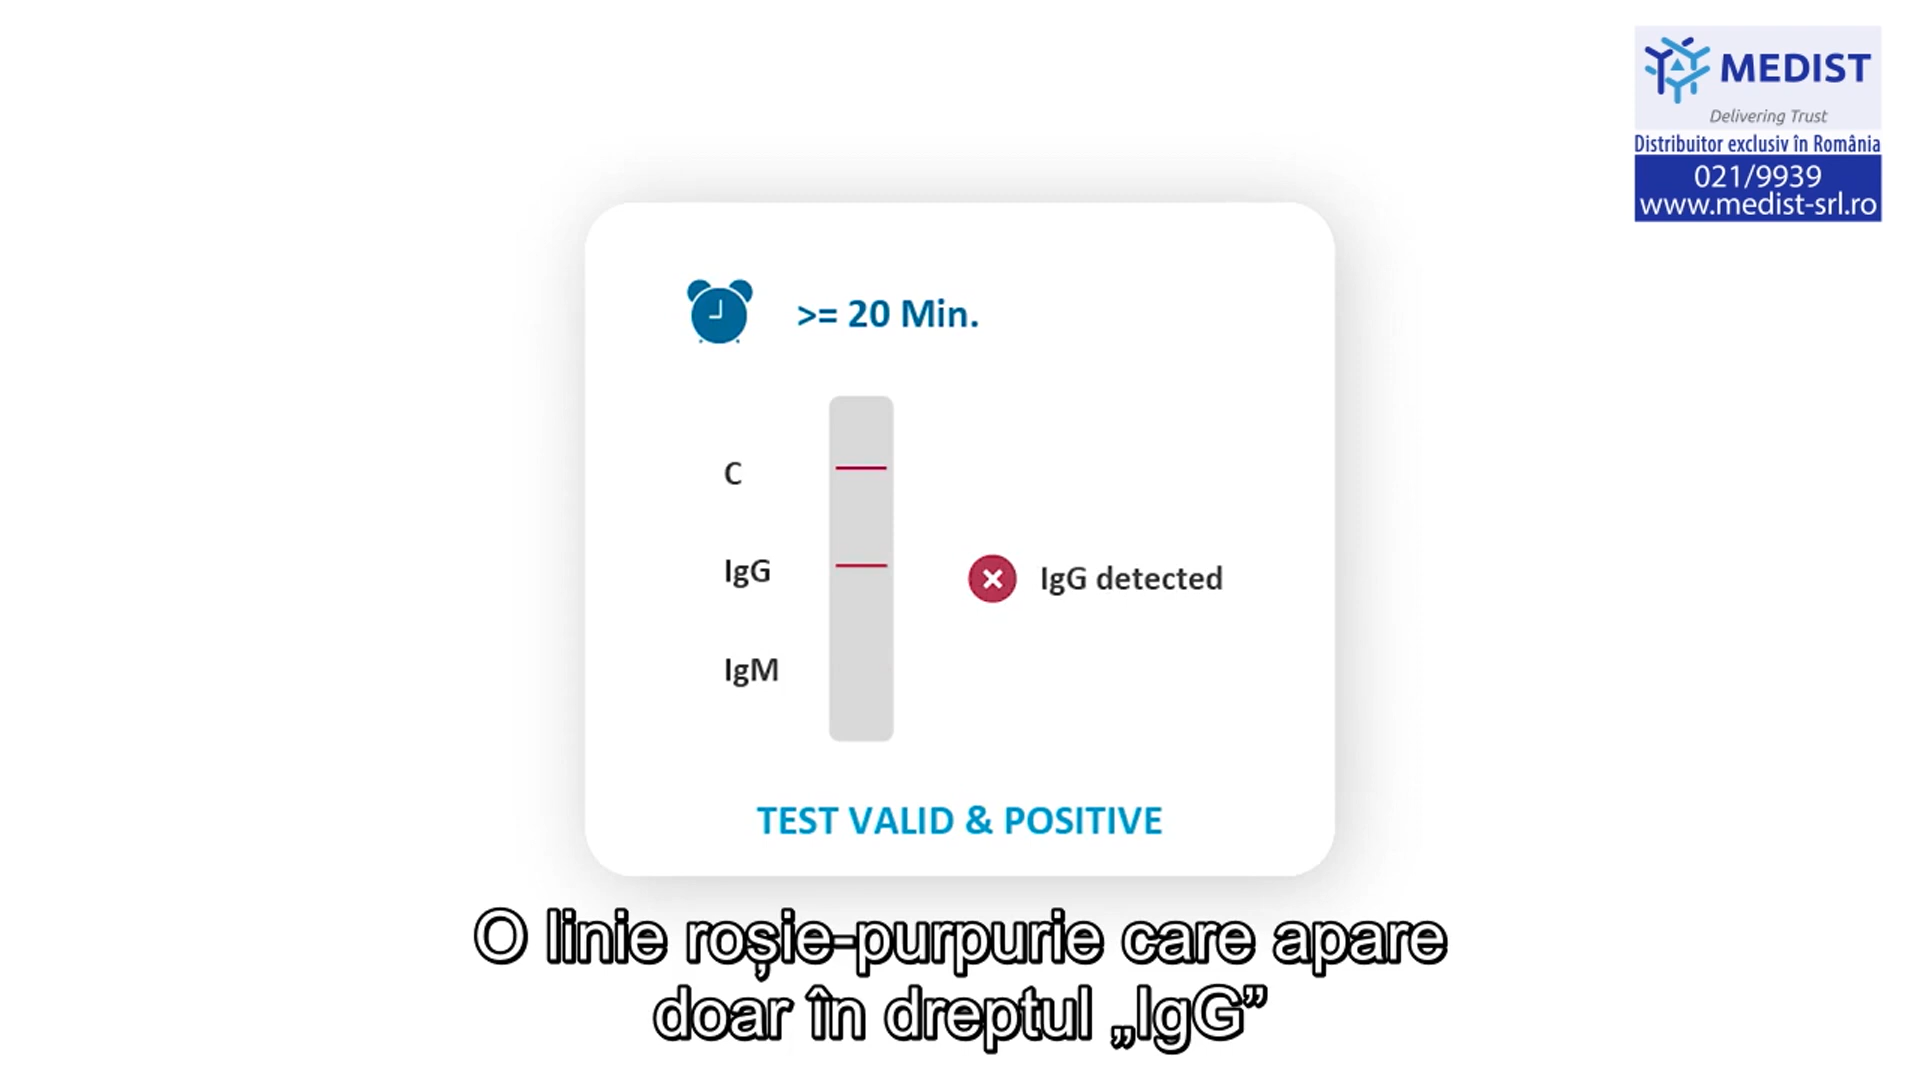 MEDIST
Delivering Trust
Distribuitor exclusiv în România
021/9939
www.medist-srl.ro
>= 20 Min.
C
IgG
IgG detected
IgM
TEST VALID & POSITIVE
O linie roșie-purpurie care apare
doar în dreptul „IgG”